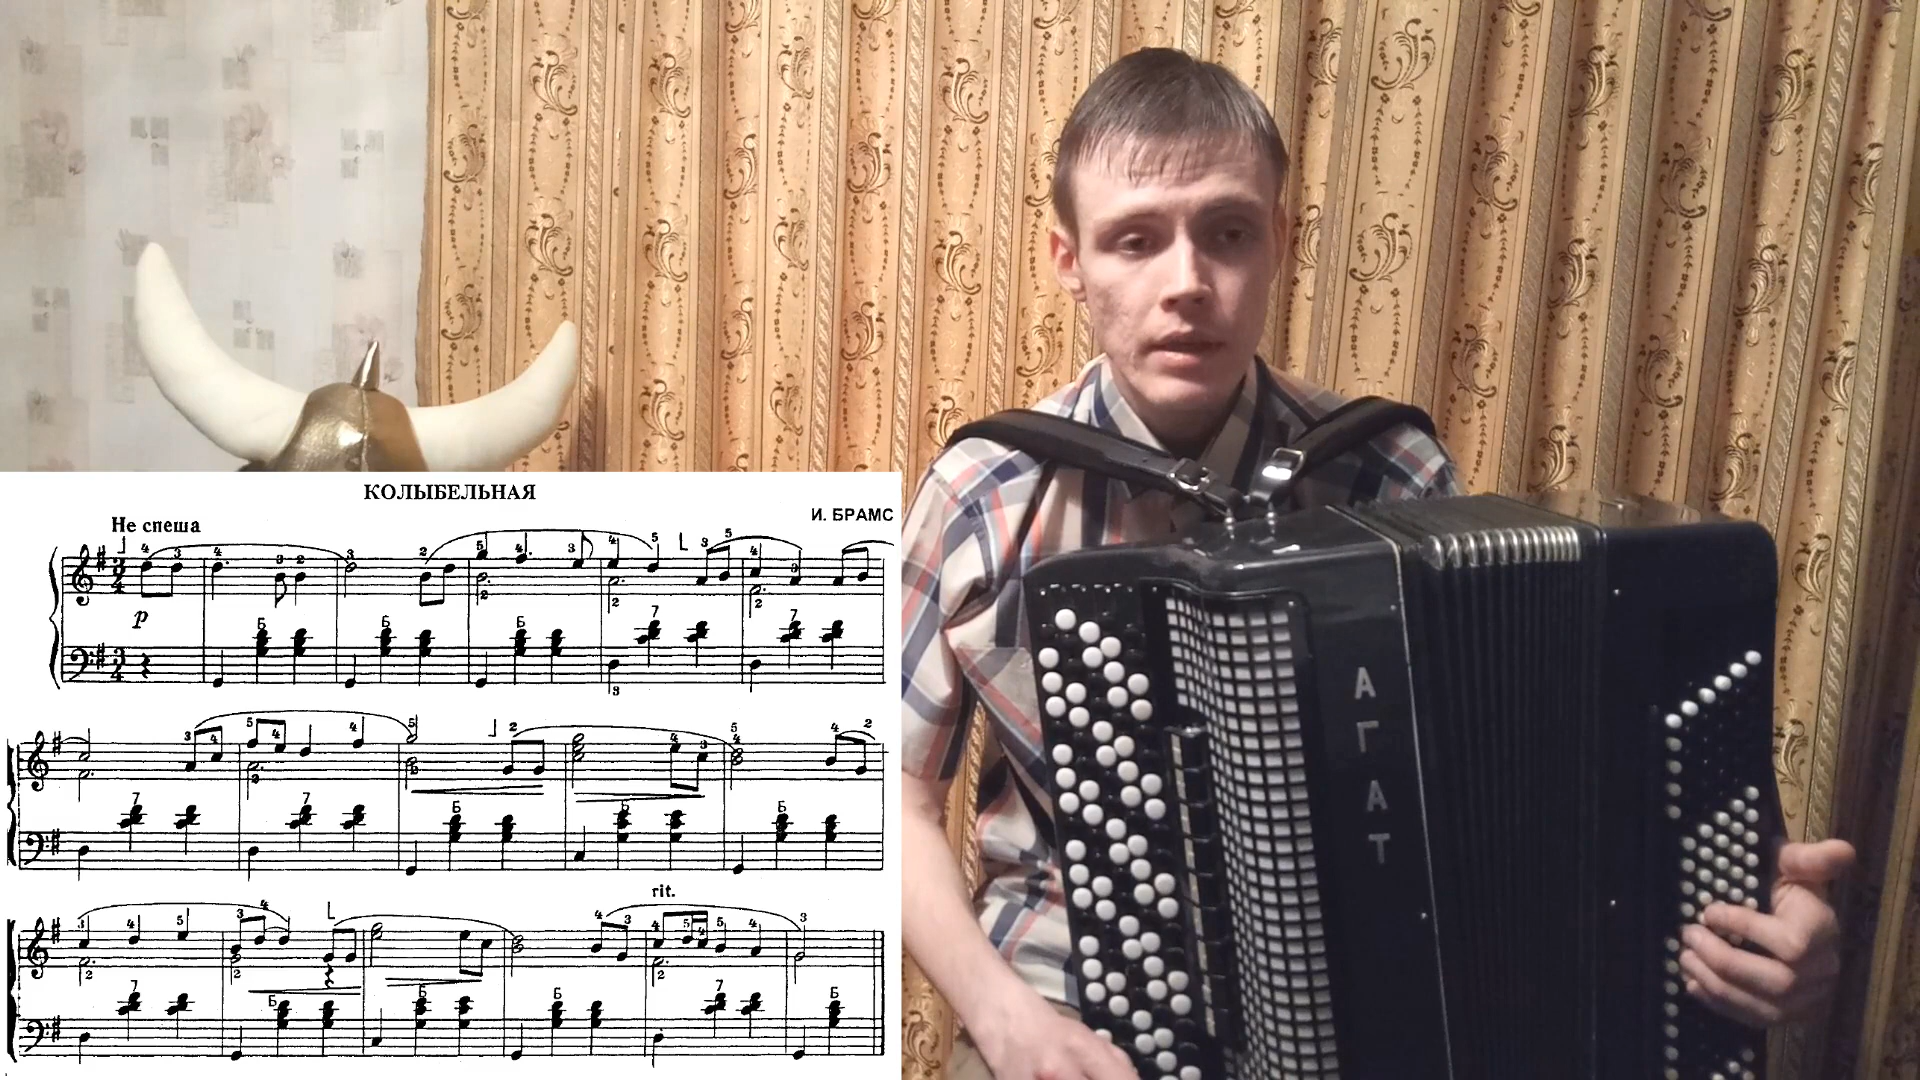 КОЛЫБЕЛЬНАЯ
И. БРАМС
Не спеша
p
rit.
АГАТ